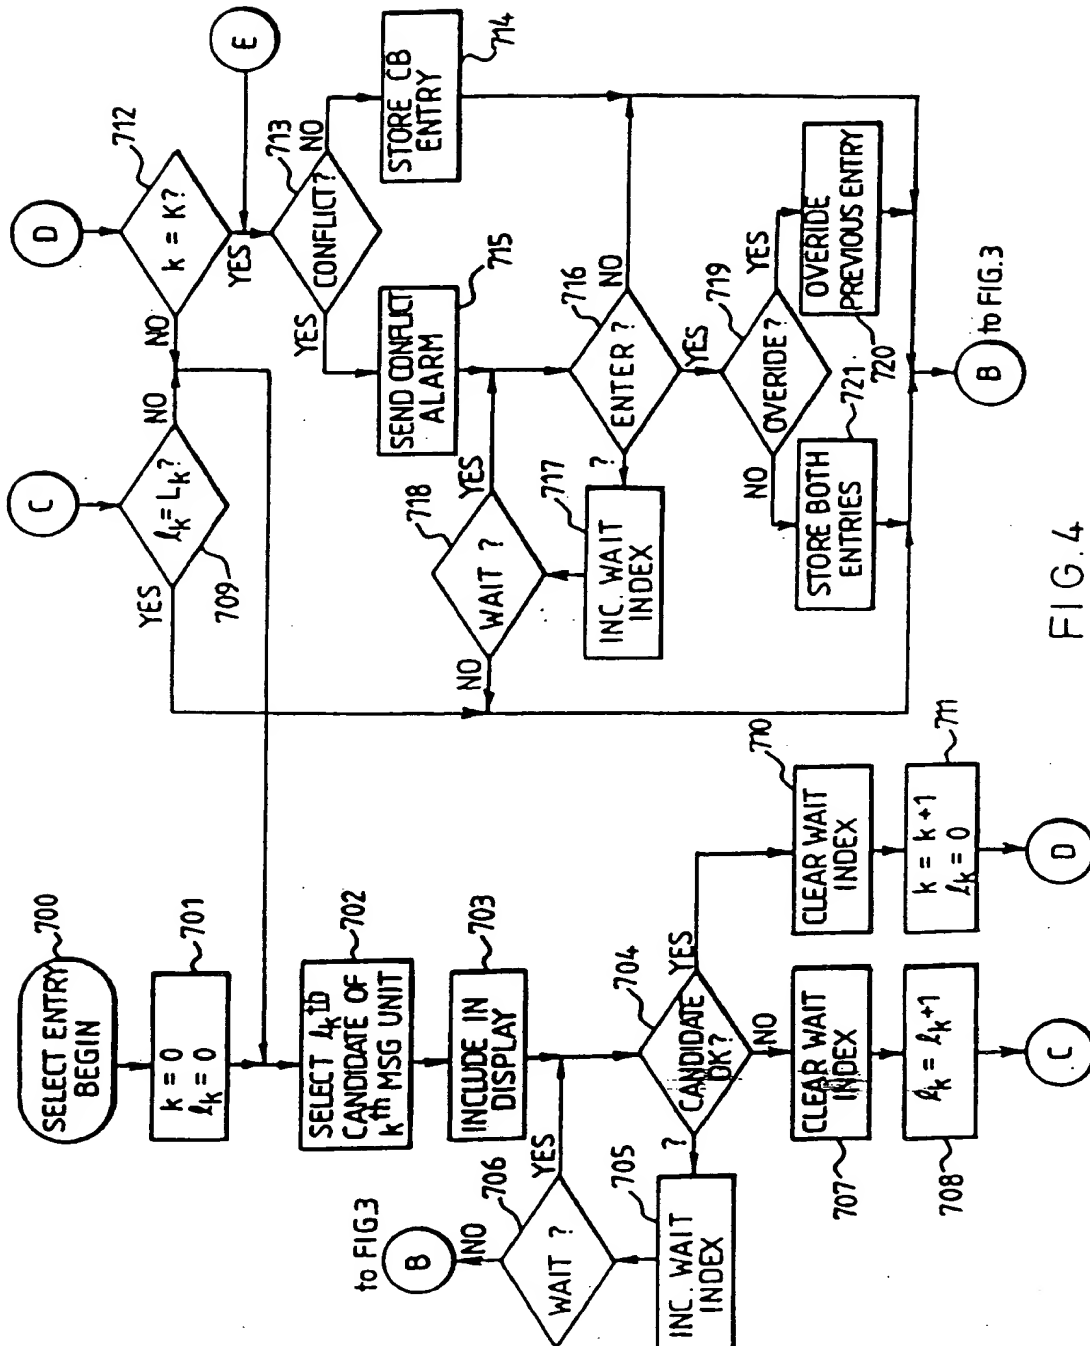 SELECT ENTRY
BEGIN
700
k = 0
ℓk = 0
701
SELECT ℓk th
CANDIDATE OF
kth MSG UNIT
702
INCLUDE IN
DISPLAY
703
CANDIDATE
OK?
704
YES
NO
?
INC. WAIT
INDEX
705
WAIT ?
706
YES
NO
B
to FIG.3
CLEAR WAIT
INDEX
707
ℓk = ℓk+1
708
C
CLEAR WAIT
INDEX
710
k = k+1
ℓk = 0
711
D
C
ℓk = Lk?
709
YES
NO
D
k = K?
712
NO
YES
E
CONFLICT?
713
YES
NO
STORE CB
ENTRY
714
SEND CONFLICT
ALARM
715
ENTER ?
716
NO
YES
?
INC. WAIT
INDEX
717
WAIT ?
718
YES
NO
OVERRIDE?
719
YES
NO
OVERRIDE
PREVIOUS ENTRY
720
STORE BOTH
ENTRIES
721
B
to FIG.3
FIG. 4